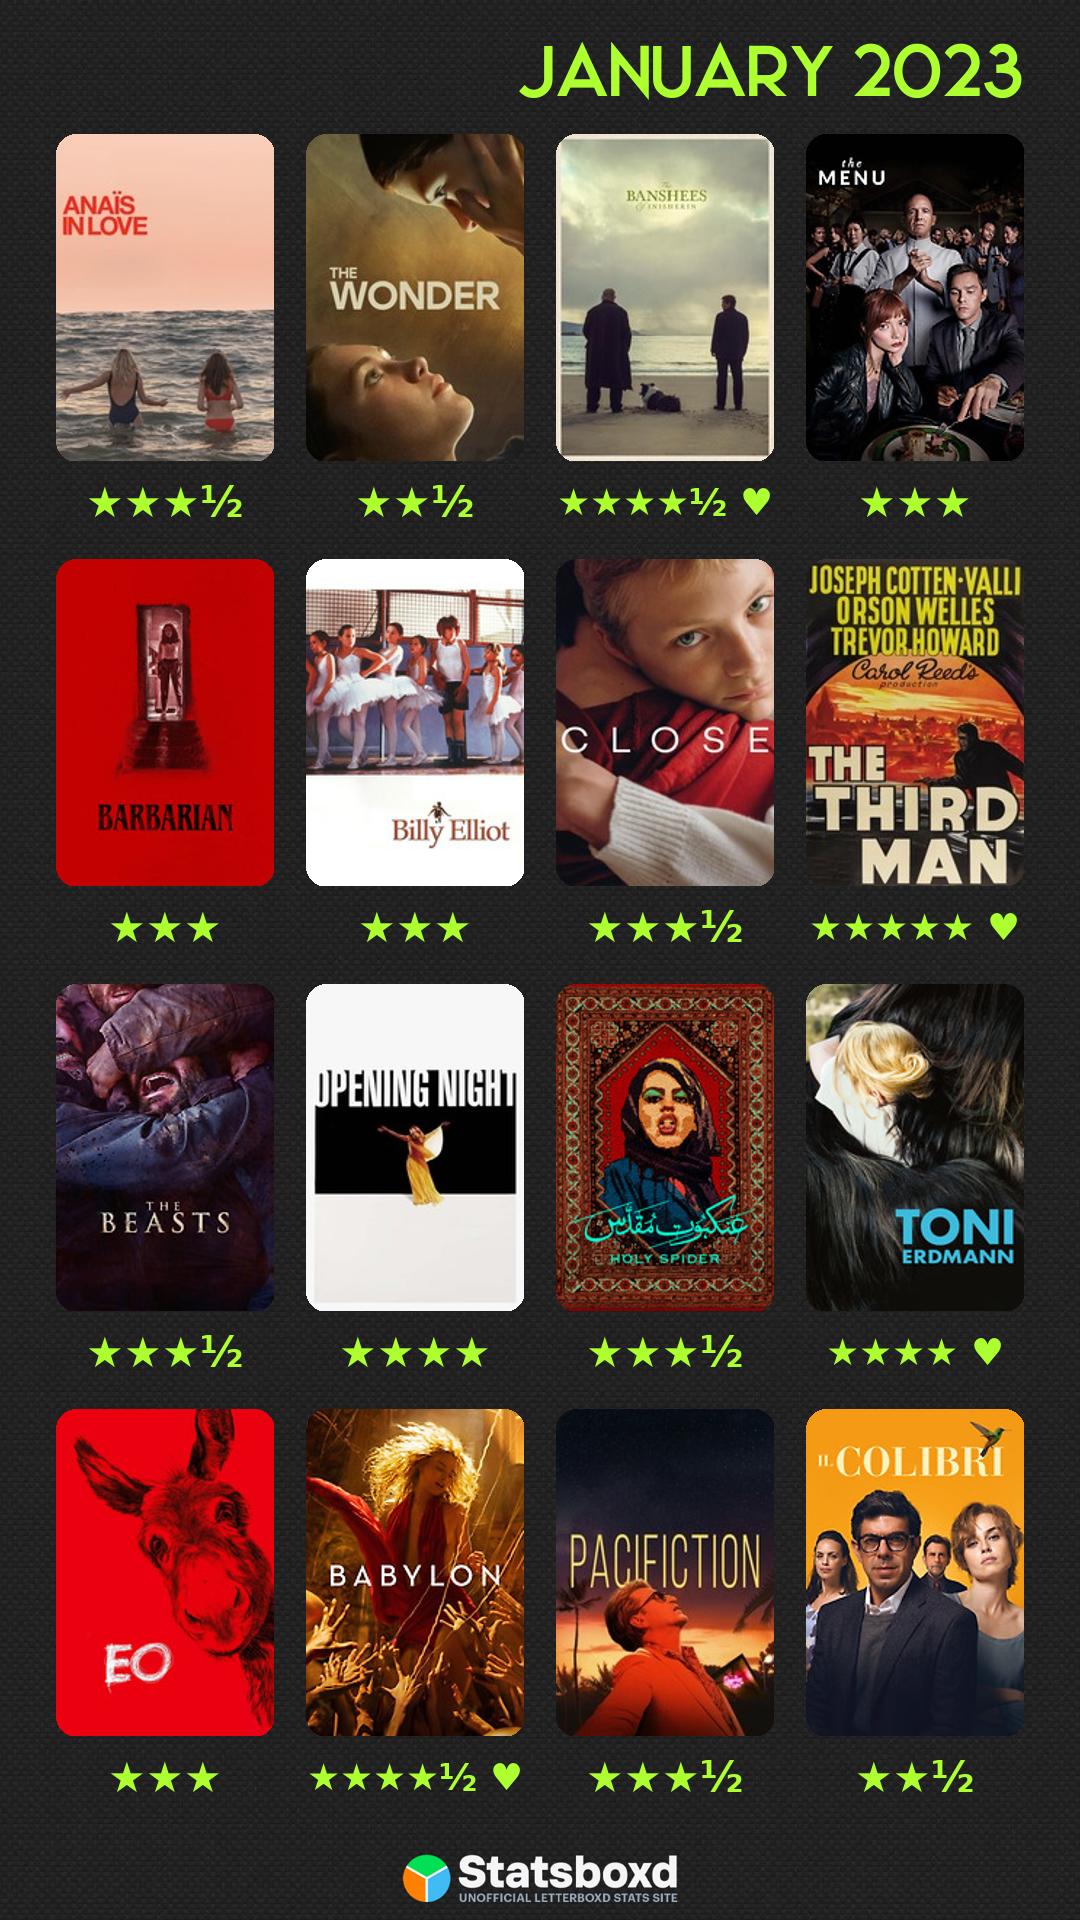 JANUARY 2023
ANAÏS
IN LOVE
THE
WONDER
The
BANSHEES
of INISHERIN
the
MENU
★★★½
★★½
★★★★½ ♥
★★★
BARBARIAN
Billy Elliot
CLOSE
JOSEPH COTTEN·VALLI
ORSON WELLES
TREVOR HOWARD
Carol Reed's
production
THE
THIRD
MAN
★★★
★★★
★★★½
★★★★★ ♥
THE
BEASTS
OPENING NIGHT
عنکبوت مُقدَّس
HOLY SPIDER
TONI
ERDMANN
★★★½
★★★★
★★★½
★★★★ ♥
EO
BABYLON
PACIFICTION
IL COLIBRÌ
★★★
★★★★½ ♥
★★★½
★★½
Statsboxd
UNOFFICIAL LETTERBOXD STATS SITE